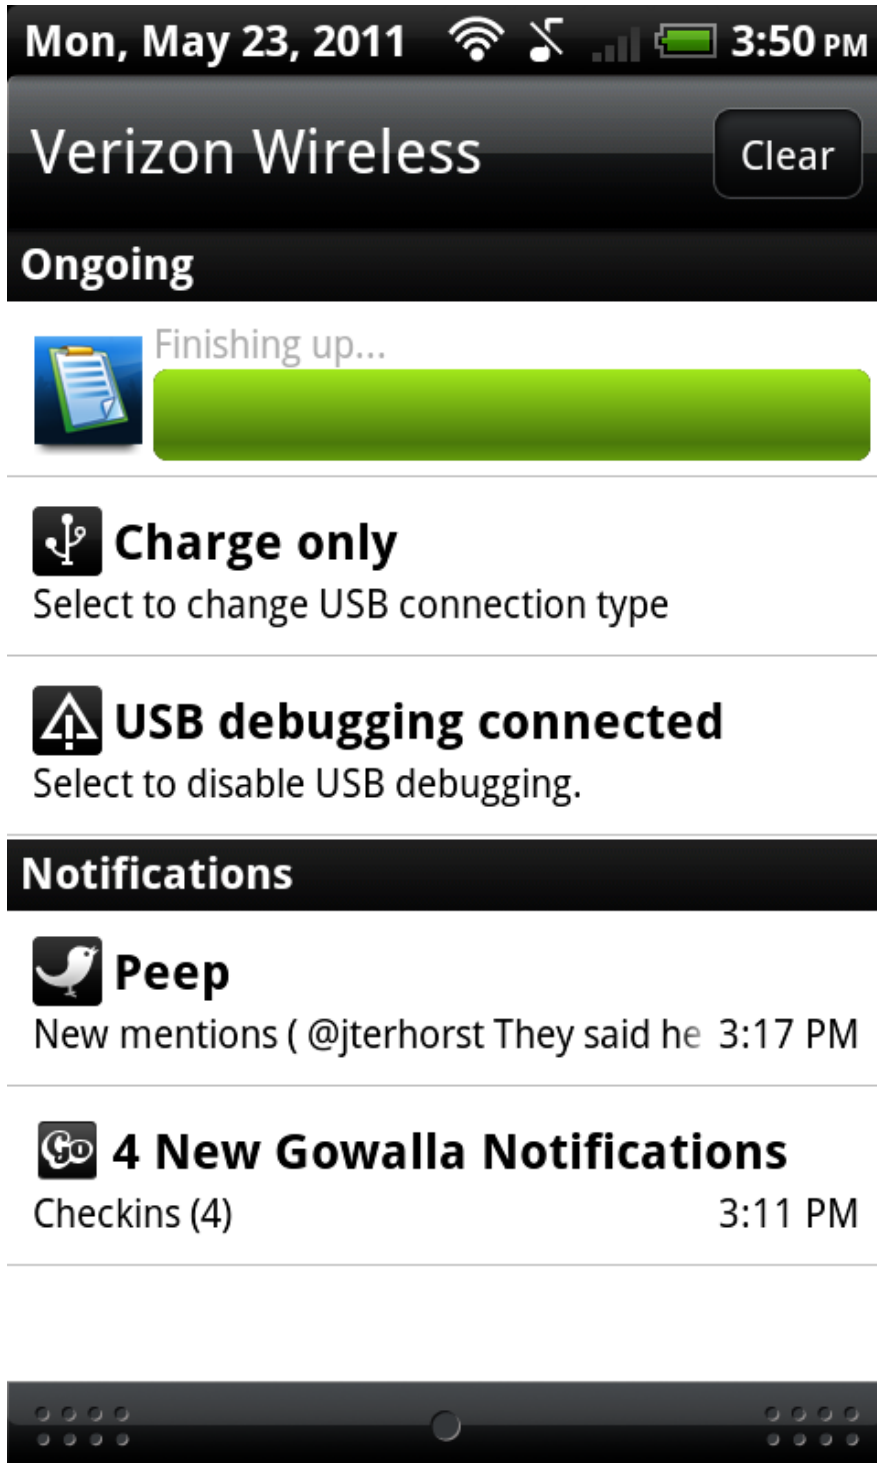 Mon, May 23, 2011 3:50 PM
Verizon Wireless Clear
Ongoing
Finishing up...
Charge only
Select to change USB connection type
USB debugging connected
Select to disable USB debugging.
Notifications
Peep
New mentions ( @jterhorst They said he 3:17 PM
Go 4 New Gowalla Notifications
Checkins (4) 3:11 PM